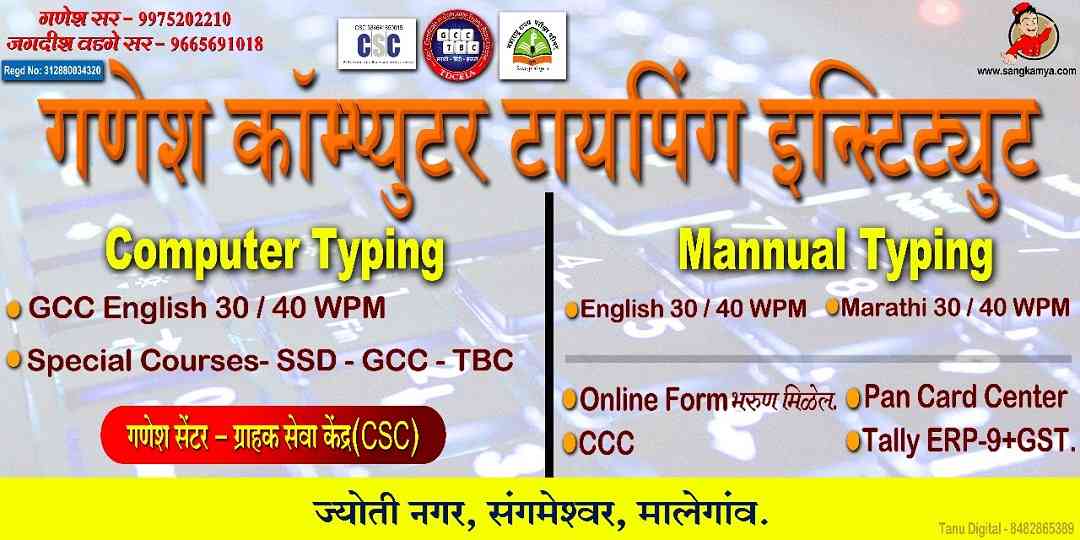 गणेश सर - 9975202210
जगदीश वडगे सर - 9665691018
Regd No: 312880034320
CSC
GCC
TBC
TDCEIA
www.sangkamya.com
गणेश कॉम्प्युटर टायपिंग इन्स्टिट्युट
Computer Typing
GCC English 30 / 40 WPM
Special Courses- SSD - GCC - TBC
गणेश सेंटर - ग्राहक सेवा केंद्र(CSC)
Mannual Typing
English 30 / 40 WPM Marathi 30 / 40 WPM
Online Form भरुण मिळेल. Pan Card Center
CCC Tally ERP-9+GST.
ज्योती नगर, संगमेश्वर, मालेगांव.
Tanu Digital - 8482865389